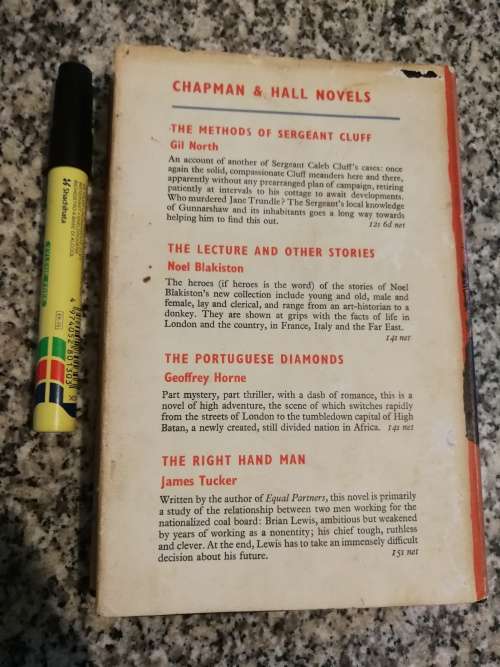 CHAPMAN & HALL NOVELS
THE METHODS OF SERGEANT CLUFF
Gil North
An account of another of Sergeant Caleb Cluff's cases: once
again the solid, compassionate Cluff meanders here and there,
apparently without any prearranged plan of campaign, retiring
patiently at intervals to his cottage to await developments.
Who murdered Jane Trundle? The Sergeant's local knowledge
of Gunnarshaw and its inhabitants goes a long way towards
helping him to find this out.
12s 6d net
THE LECTURE AND OTHER STORIES
Noel Blakiston
The heroes (if heroes is the word) of the stories of Noel
Blakiston's new collection include young and old, male and
female, lay and clerical, and range from an art-historian to a
donkey. They are shown at grips with the facts of life in
London and the country, in France, Italy and the Far East.
14s net
THE PORTUGUESE DIAMONDS
Geoffrey Horne
Part mystery, part thriller, with a dash of romance, this is a
novel of high adventure, the scene of which switches rapidly
from the streets of London to the tumbledown capital of High
Batan, a newly created, still divided nation in Africa. 14s net
THE RIGHT HAND MAN
James Tucker
Written by the author of Equal Partners, this novel is primarily
a study of the relationship between two men working for the
nationalized coal board: Brian Lewis, ambitious but weakened
by years of working as a nonentity; his chief tough, ruthless
and clever. At the end, Lewis has to take an immensely difficult
decision about his future.
15s net
Shachihata